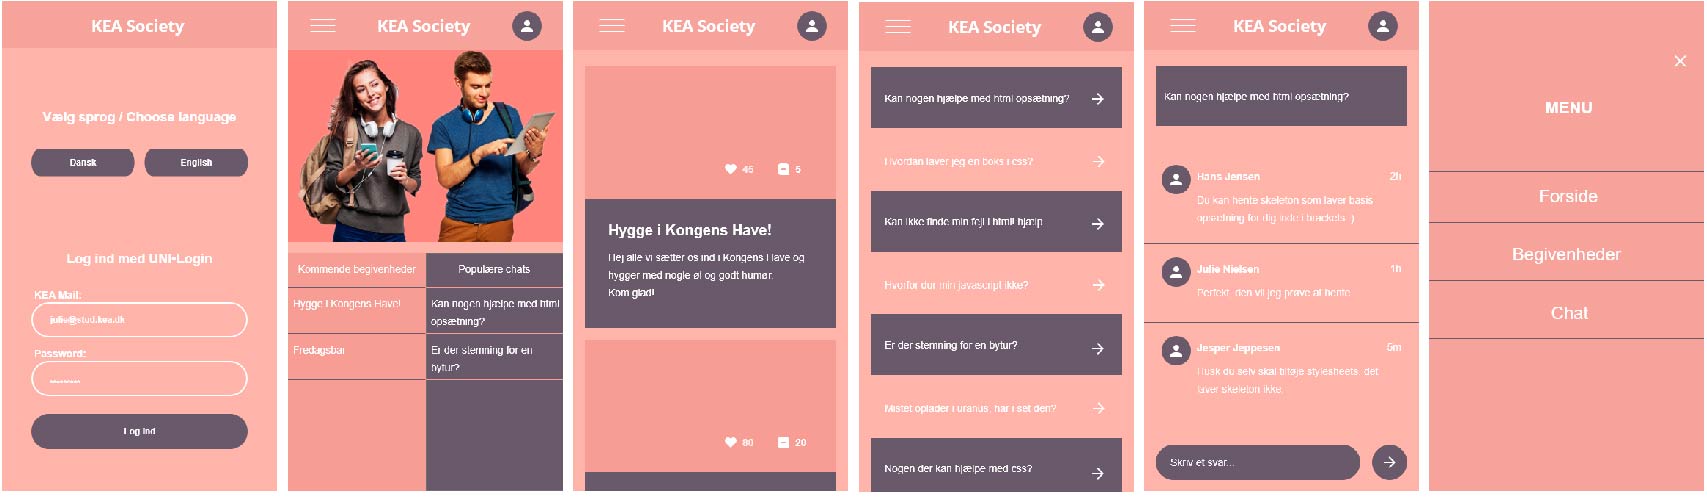 KEA Society
Vælg sprog / Choose language
Dansk
English
Log ind med UNI-Login
KEA Mail:
julie@stud.kea.dk
Password:
Log ind
KEA Society
Kommende begivenheder
Populære chats
Hygge i Kongens Have!
Kan nogen hjælpe med html
opsætning?
Fredagsbar
Er der stemning for en
bytur?
KEA Society
45
5
Hygge i Kongens Have!
Hej alle vi sætter os ind i Kongens Have og
hygger med nogle øl og godt humør.
Kom glad!
80
20
KEA Society
Kan nogen hjælpe med html opsætning?
Hvordan laver jeg en boks i css?
Kan ikke finde min fejl i html! hjælp
Hvorfor dur min javascript ikke?
Er der stemning for en bytur?
Mistet oplader i uranus, har i set den?
Nogen der kan hjælpe med css?
KEA Society
Kan nogen hjælpe med html opsætning?
Hans Jensen
2h
Du kan hente skeleton som laver basis
opsætning for dig inde i brackets :)
Julie Nielsen
1h
Perfekt, den vil jeg prøve at hente
Jesper Jeppesen
5m
Husk du selv skal tilføje stylesheets, det
laver skeleton ikke.
Skriv et svar...
MENU
Forside
Begivenheder
Chat